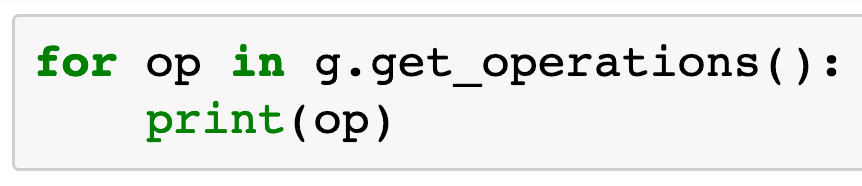 for op in g.get_operations():
    print(op)